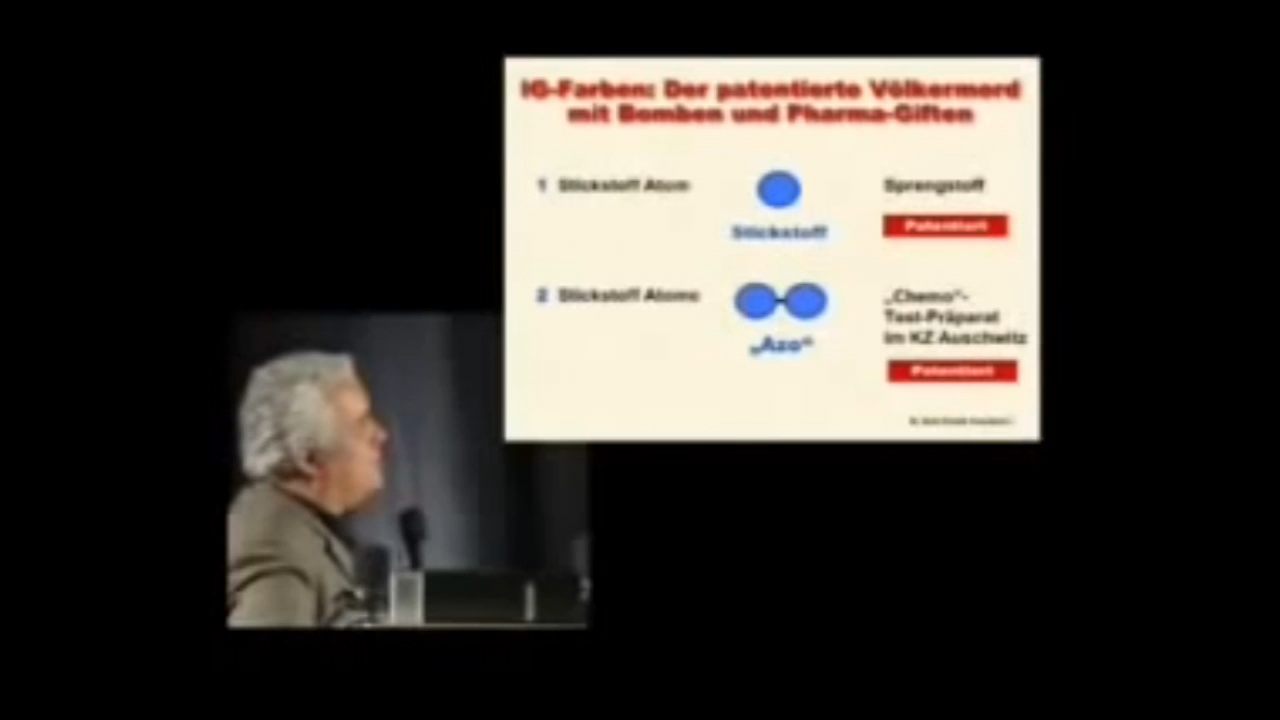 IG-Farben: Der patentierte Völkermord
mit Bomben und Pharma-Giften
1 Stickstoff Atom
Stickstoff
Sprengstoff
Patentiert
2 Stickstoff Atome
„Azo“
„Chemo“-
Test-Präparat
im KZ Auschwitz
Patentiert